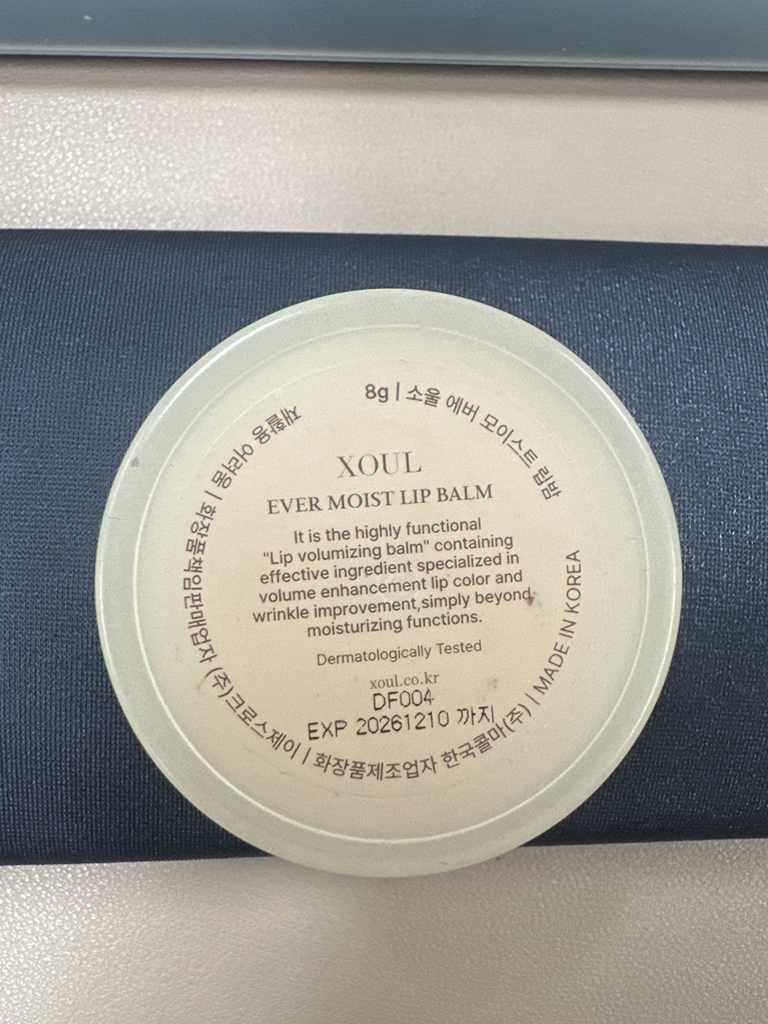 8g | 소울 에버 모이스트 립밤
XOUL
EVER MOIST LIP BALM
It is the highly functional
"Lip volumizing balm" containing
effective ingredient specialized in
volume enhancement lip color and
wrinkle improvement,simply beyond
moisturizing functions.
Dermatologically Tested
xoul.co.kr
DF004
EXP 20261210 까지
재활용 어려움 | 화장품책임판매업자 (주)크로스제이 | 화장품제조업자 한국콜마(주) | MADE IN KOREA